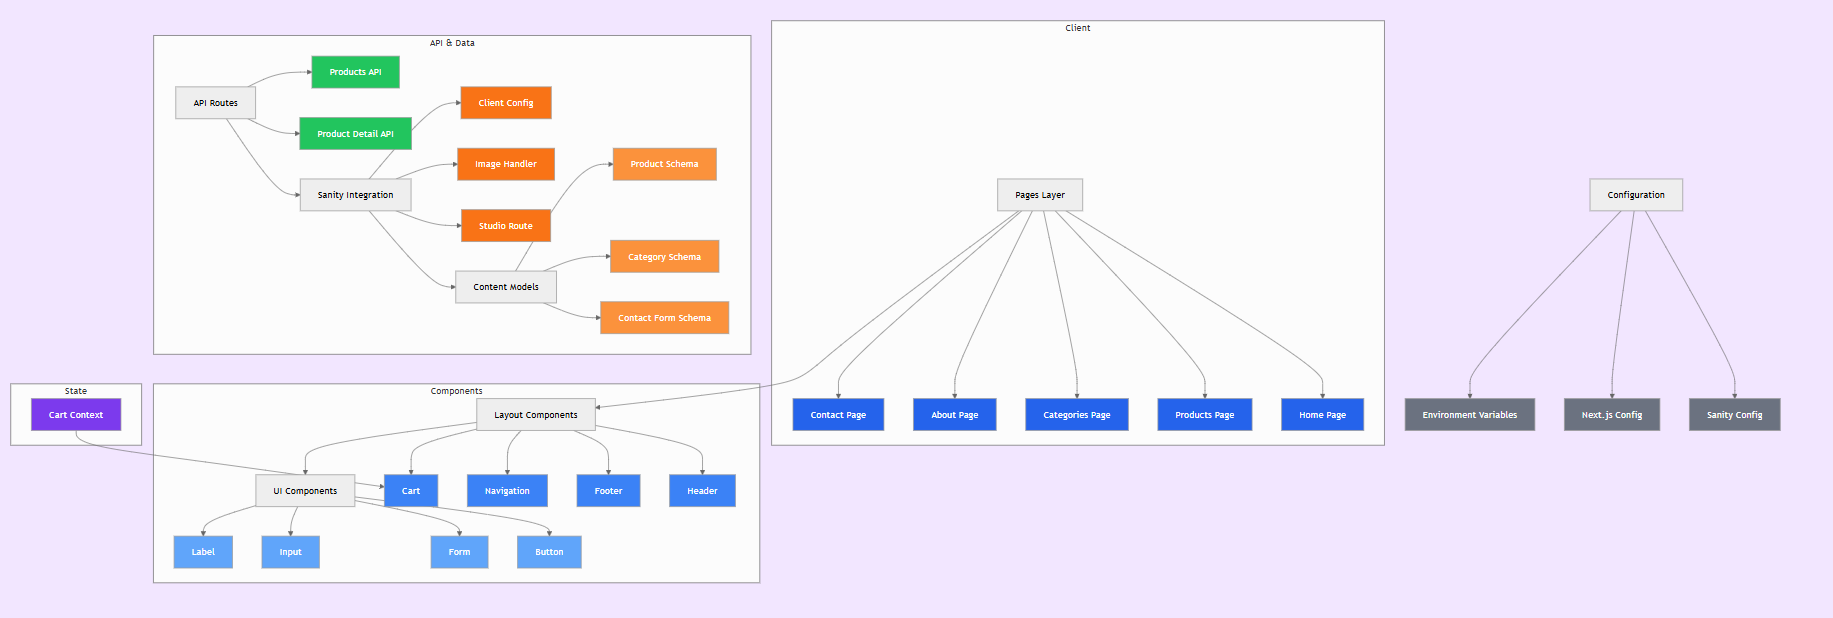 API & Data
Products API
API Routes
Client Config
Product Detail API
Image Handler
Product Schema
Sanity Integration
Studio Route
Category Schema
Content Models
Contact Form Schema
Client
Pages Layer
Contact Page
About Page
Categories Page
Products Page
Home Page
Configuration
Environment Variables
Next.js Config
Sanity Config
State
Cart Context
Components
Layout Components
UI Components
Cart
Navigation
Footer
Header
Label
Input
Form
Button